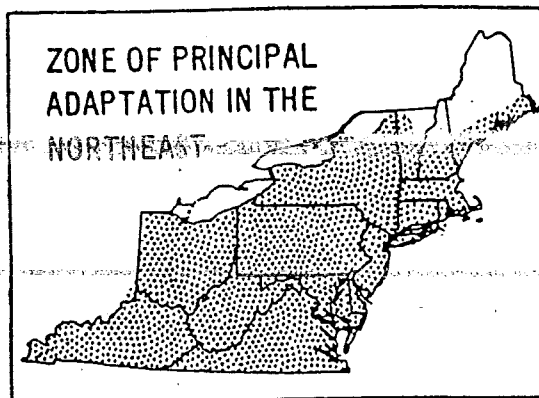 ZONE OF PRINCIPAL
ADAPTATION IN THE
NORTHEAST